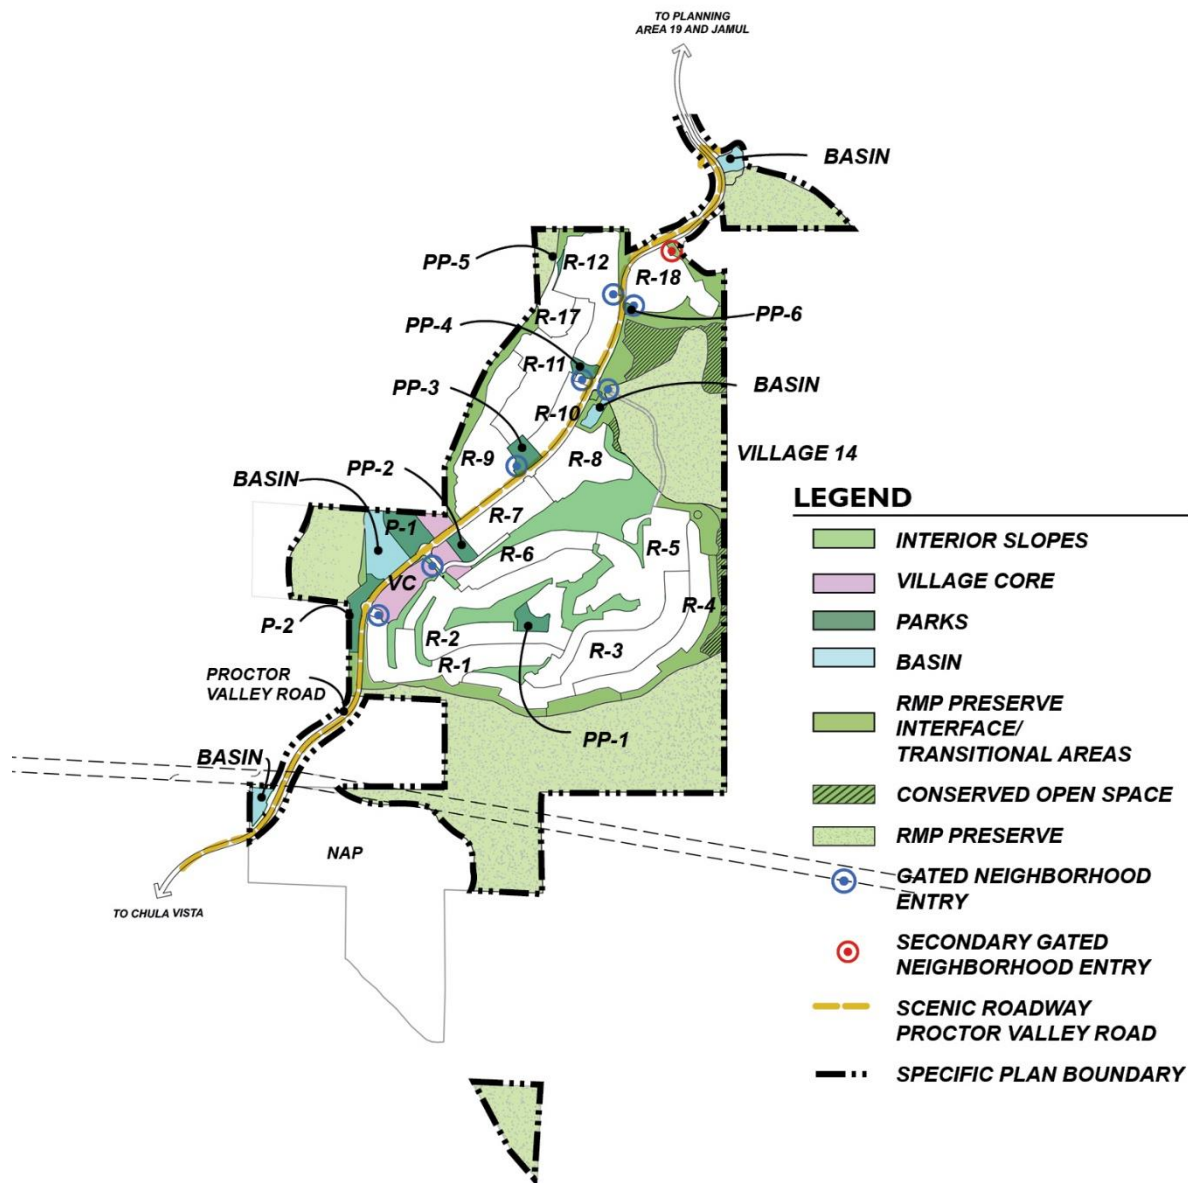 TO PLANNING
AREA 19 AND JAMUL
BASIN
PP-5
R-12
R-18
PP-4
R-17
PP-6
R-11
PP-3
BASIN
R-10
R-9
R-8
PP-2
VILLAGE 14
BASIN
P-1
R-7
R-6
R-5
VC
R-4
P-2
R-2
R-3
R-1
PROCTOR
VALLEY ROAD
PP-1
BASIN
NAP
TO CHULA VISTA
LEGEND
INTERIOR SLOPES
VILLAGE CORE
PARKS
BASIN
RMP PRESERVE
INTERFACE/
TRANSITIONAL AREAS
CONSERVED OPEN SPACE
RMP PRESERVE
GATED NEIGHBORHOOD
ENTRY
SECONDARY GATED
NEIGHBORHOOD ENTRY
SCENIC ROADWAY
PROCTOR VALLEY ROAD
SPECIFIC PLAN BOUNDARY